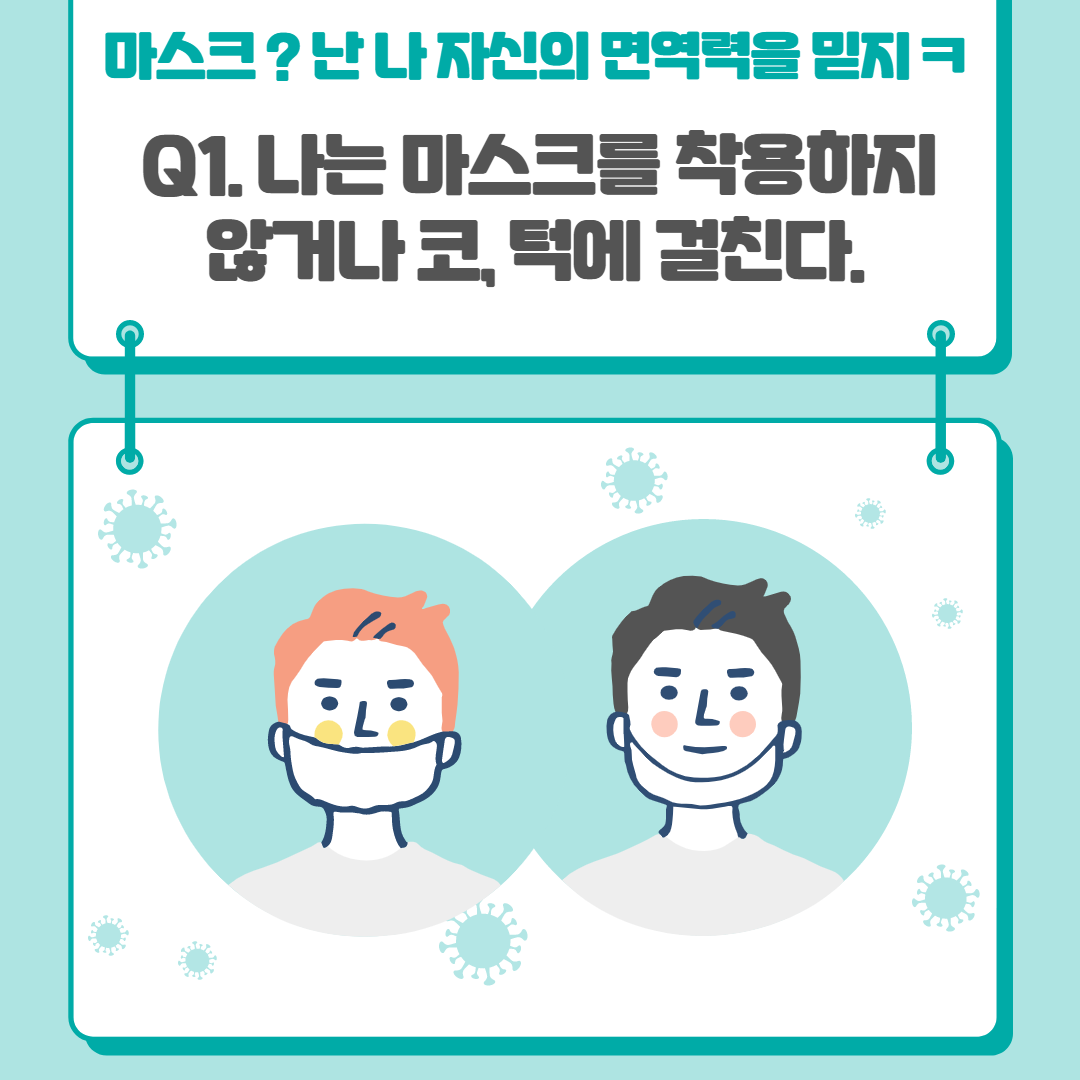 마스크 ? 난 나 자신의 면역력을 믿지 ㅋ
Q1. 나는 마스크를 착용하지
않거나 코, 턱에 걸친다.